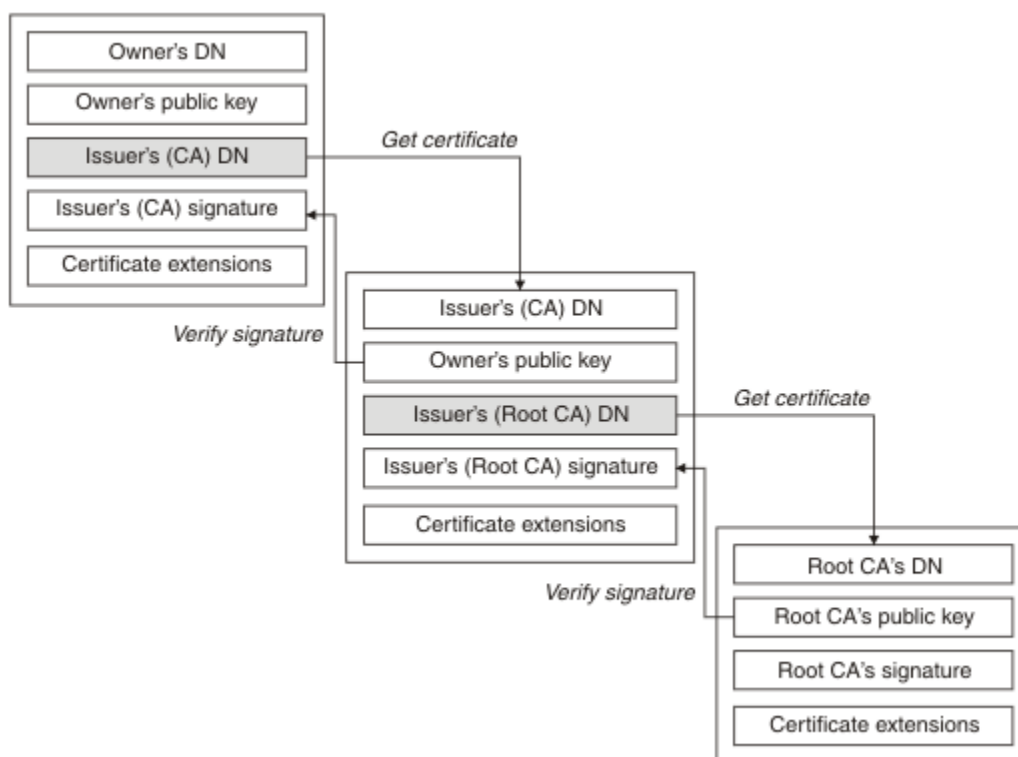 Owner's DN
Owner's public key
Issuer's (CA) DN
Get certificate
Issuer's (CA) signature
Certificate extensions
Verify signature
Issuer's (CA) DN
Owner's public key
Issuer's (Root CA) DN
Get certificate
Issuer's (Root CA) signature
Certificate extensions
Verify signature
Root CA's DN
Root CA's public key
Root CA's signature
Certificate extensions